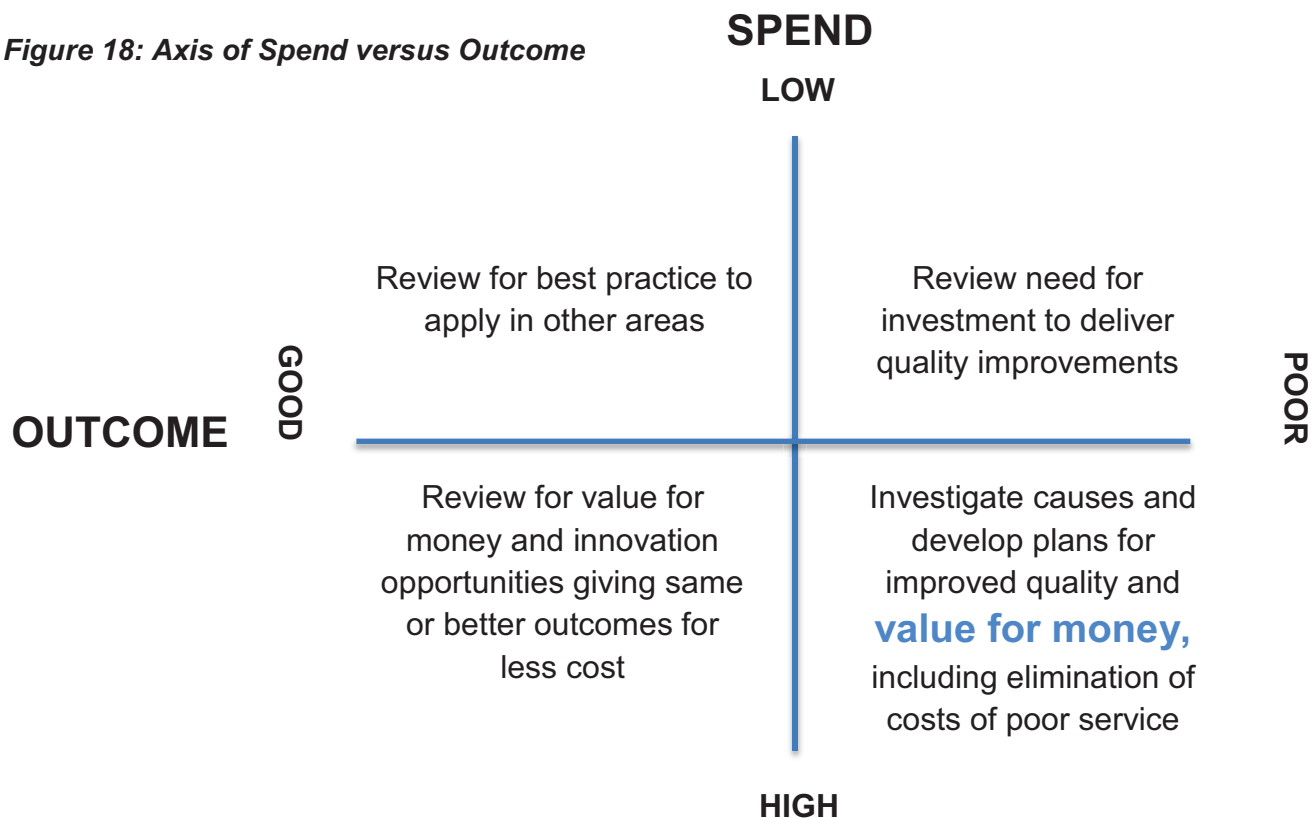 Figure 18: Axis of Spend versus Outcome
SPEND
LOW
Review for best practice to
apply in other areas
Review need for
investment to deliver
quality improvements
OUTCOME
GOOD
POOR
Review for value for
money and innovation
opportunities giving same
or better outcomes for
less cost
Investigate causes and
develop plans for
improved quality and
value for money,
including elimination of
costs of poor service
HIGH